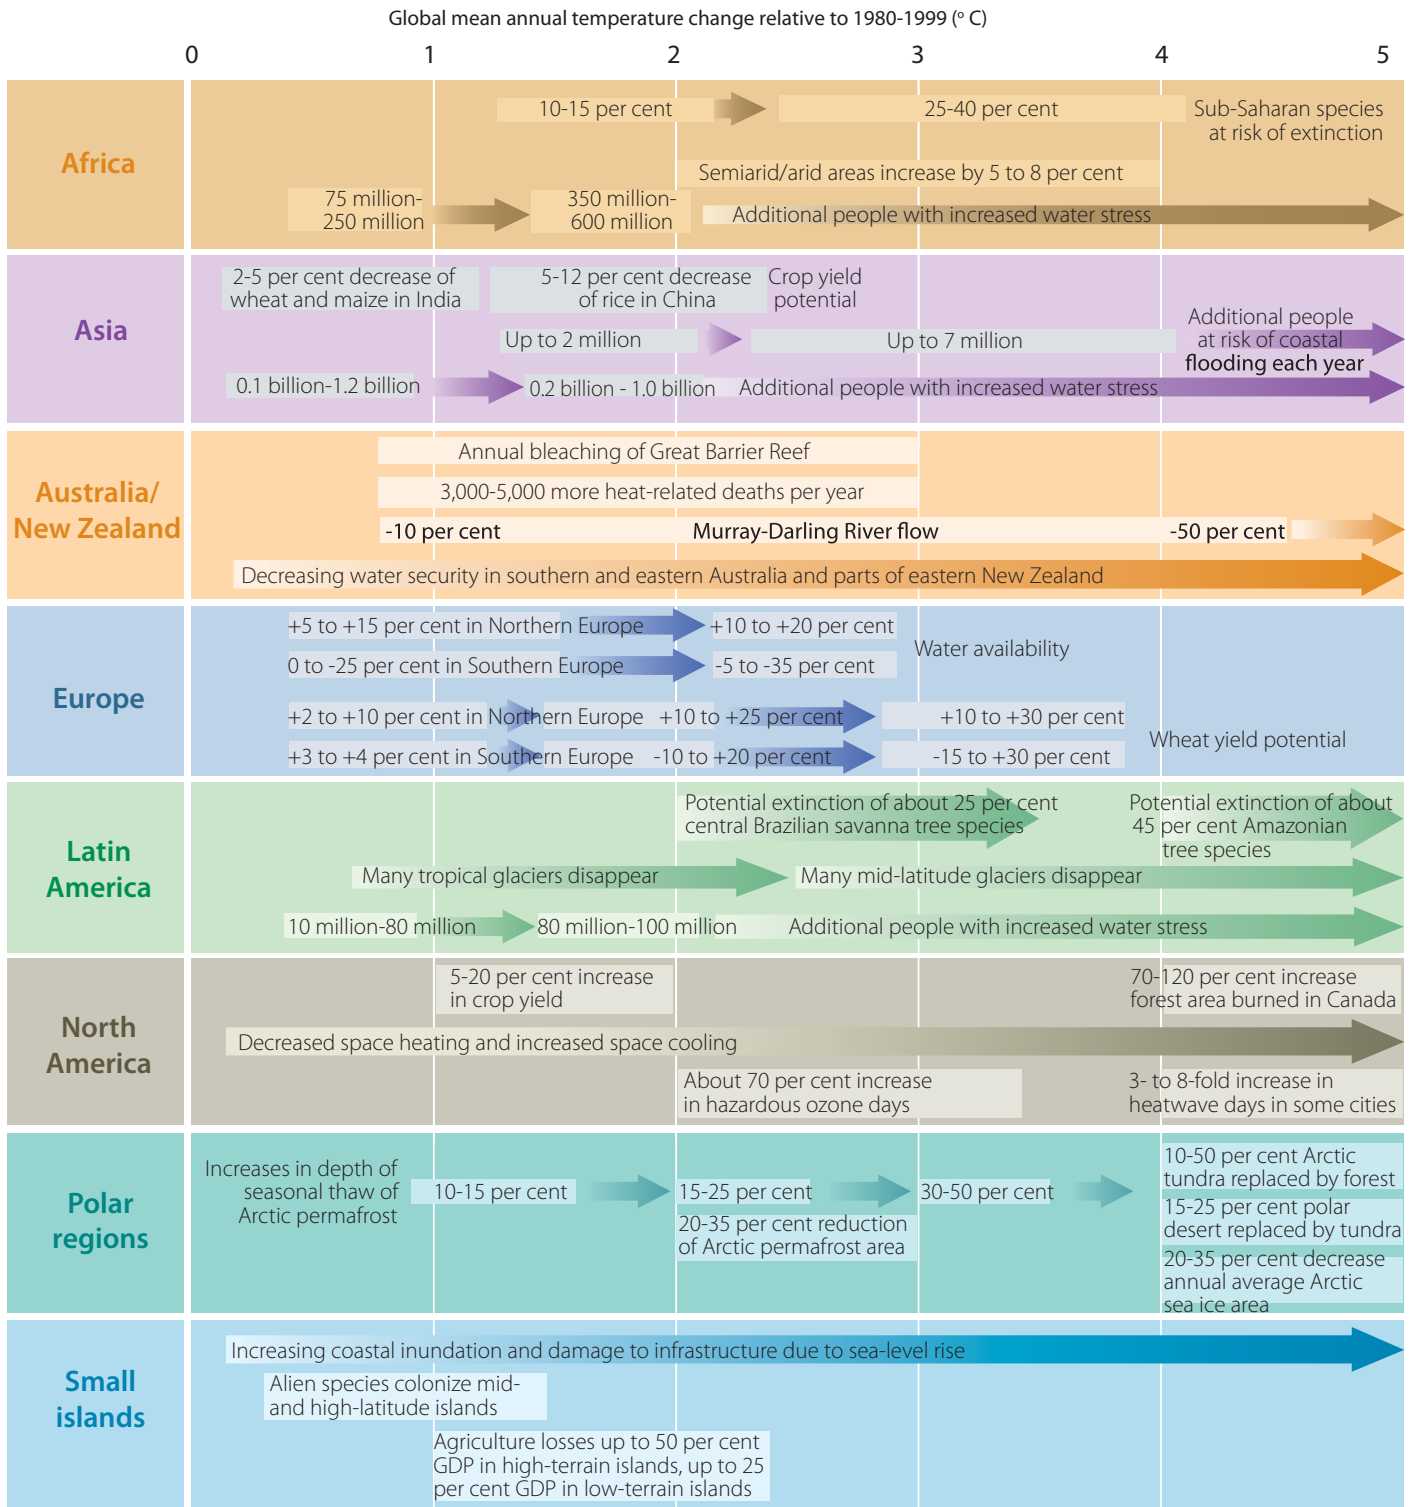 Global mean annual temperature change relative to 1980-1999 (º C)
0 1 2 3 4 5
Africa
10-15 per cent
25-40 per cent
Sub-Saharan species
at risk of extinction
Semiarid/arid areas increase by 5 to 8 per cent
75 million-
250 million
350 million-
600 million
Additional people with increased water stress
Asia
2-5 per cent decrease of
wheat and maize in India
5-12 per cent decrease
of rice in China
Crop yield
potential
Up to 2 million
Up to 7 million
Additional people
at risk of coastal
flooding each year
0.1 billion-1.2 billion
0.2 billion - 1.0 billion
Additional people with increased water stress
Australia/
New Zealand
Annual bleaching of Great Barrier Reef
3,000-5,000 more heat-related deaths per year
-10 per cent
Murray-Darling River flow
-50 per cent
Decreasing water security in southern and eastern Australia and parts of eastern New Zealand
Europe
+5 to +15 per cent in Northern Europe
+10 to +20 per cent
0 to -25 per cent in Southern Europe
-5 to -35 per cent
Water availability
+2 to +10 per cent in Northern Europe
+10 to +25 per cent
+10 to +30 per cent
+3 to +4 per cent in Southern Europe
-10 to +20 per cent
-15 to +30 per cent
Wheat yield potential
Latin
America
Potential extinction of about 25 per cent
central Brazilian savanna tree species
Potential extinction of about
45 per cent Amazonian
tree species
Many tropical glaciers disappear
Many mid-latitude glaciers disappear
10 million-80 million
80 million-100 million
Additional people with increased water stress
North
America
5-20 per cent increase
in crop yield
70-120 per cent increase
forest area burned in Canada
Decreased space heating and increased space cooling
About 70 per cent increase
in hazardous ozone days
3- to 8-fold increase in
heatwave days in some cities
Polar
regions
Increases in depth of
seasonal thaw of
Arctic permafrost
10-15 per cent
15-25 per cent
30-50 per cent
20-35 per cent reduction
of Arctic permafrost area
10-50 per cent Arctic
tundra replaced by forest
15-25 per cent polar
desert replaced by tundra
20-35 per cent decrease
annual average Arctic
sea ice area
Small
islands
Increasing coastal inundation and damage to infrastructure due to sea-level rise
Alien species colonize mid-
and high-latitude islands
Agriculture losses up to 50 per cent
GDP in high-terrain islands, up to 25
per cent GDP in low-terrain islands